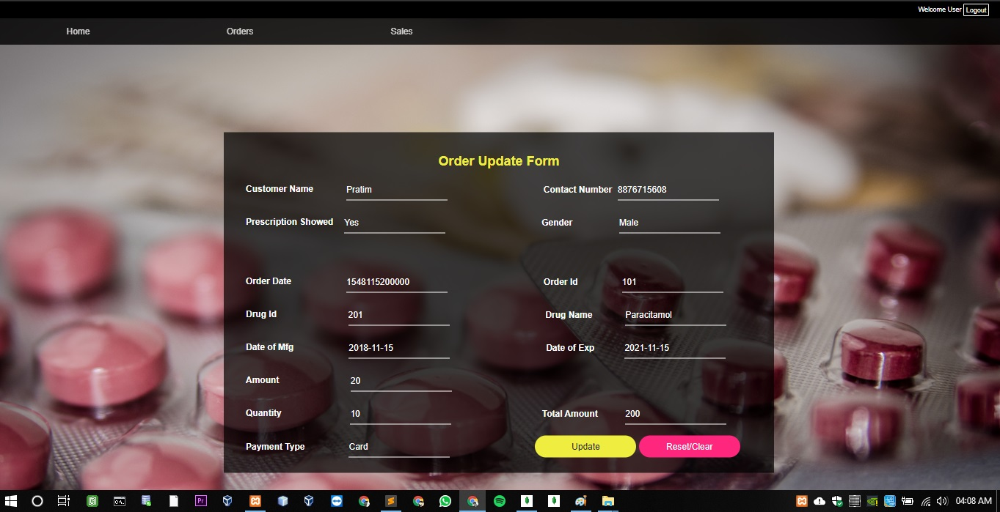 Welcome User Logout
Home Orders Sales
Order Update Form
Customer Name Pratim Contact Number 8876715608
Prescription Showed Yes Gender Male
Order Date 1548115200000 Order Id 101
Drug Id 201 Drug Name Paracitamol
Date of Mfg 2018-11-15 Date of Exp 2021-11-15
Amount 20
Quantity 10 Total Amount 200
Payment Type Card Update Reset/Clear
Pr
04:08 AM